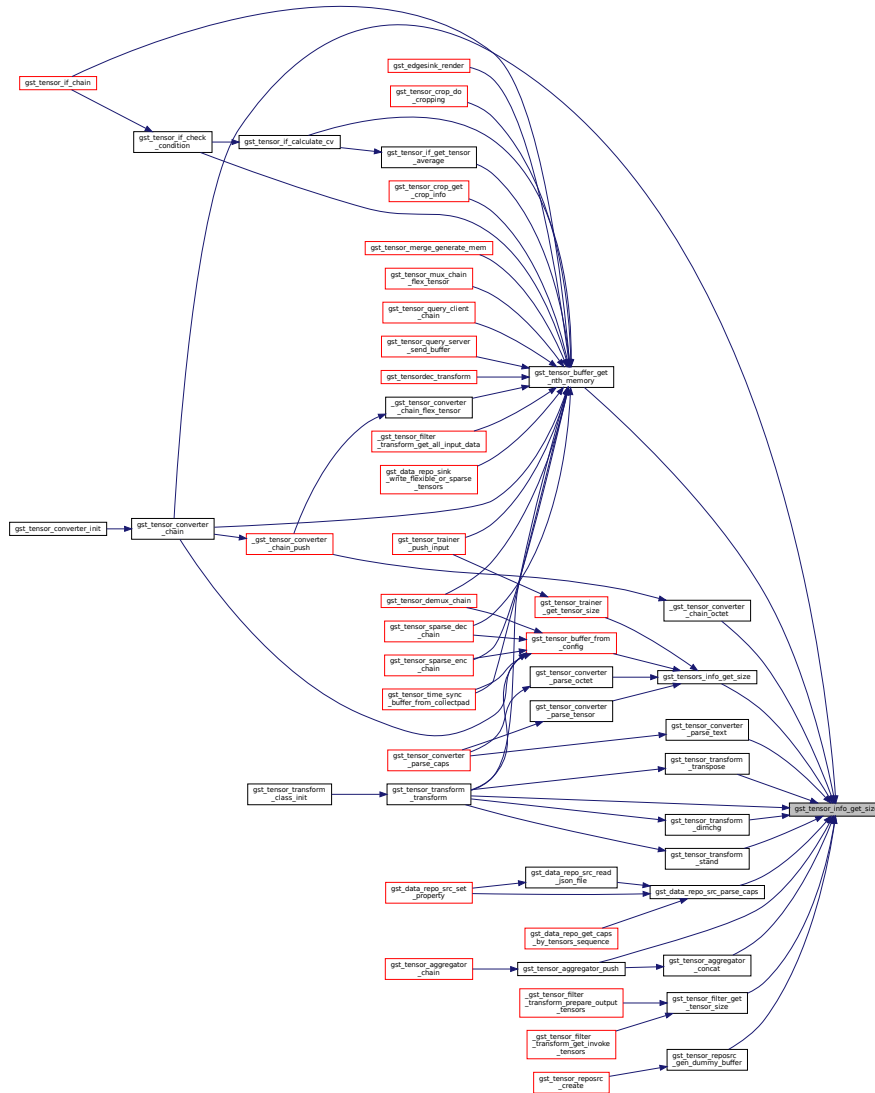 gst_edgesink_render
gst_tensor_if_chain
gst_tensor_crop_do
_cropping
gst_tensor_if_check
_condition
gst_tensor_if_calculate_cv
gst_tensor_if_get_tensor
_average
gst_tensor_crop_get
_crop_info
gst_tensor_merge_generate_mem
gst_tensor_mux_chain
_flex_tensor
gst_tensor_query_client
_chain
gst_tensor_query_server
_send_buffer
gst_tensordec_transform
gst_tensor_buffer_get
_nth_memory
_gst_tensor_converter
_chain_flex_tensor
_gst_tensor_filter
_transform_get_all_input_data
gst_data_repo_sink
_write_flexible_or_sparse
_tensors
gst_tensor_converter_init
gst_tensor_converter
_chain
_gst_tensor_converter
_chain_push
gst_tensor_trainer
_push_input
gst_tensor_demux_chain
gst_tensor_trainer
_get_tensor_size
_gst_tensor_converter
_chain_octet
gst_tensor_sparse_dec
_chain
gst_tensor_buffer_from
_config
gst_tensor_sparse_enc
_chain
gst_tensor_converter
_parse_octet
gst_tensors_info_get_size
gst_tensor_time_sync
_buffer_from_collectpad
gst_tensor_converter
_parse_tensor
gst_tensor_converter
_parse_text
gst_tensor_converter
_parse_caps
gst_tensor_transform
_transpose
gst_tensor_transform
_class_init
gst_tensor_transform
_transform
gst_tensor_info_get_size
gst_tensor_transform
_dimchg
gst_tensor_transform
_stand
gst_data_repo_src_read
_json_file
gst_data_repo_src_set
_property
gst_data_repo_src_parse_caps
gst_data_repo_get_caps
_by_tensors_sequence
gst_tensor_aggregator
_chain
gst_tensor_aggregator_push
gst_tensor_aggregator
_concat
_gst_tensor_filter
_transform_prepare_output
_tensors
gst_tensor_filter_get
_tensor_size
_gst_tensor_filter
_transform_get_invoke
_tensors
gst_tensor_reposrc
_gen_dummy_buffer
gst_tensor_reposrc
_create